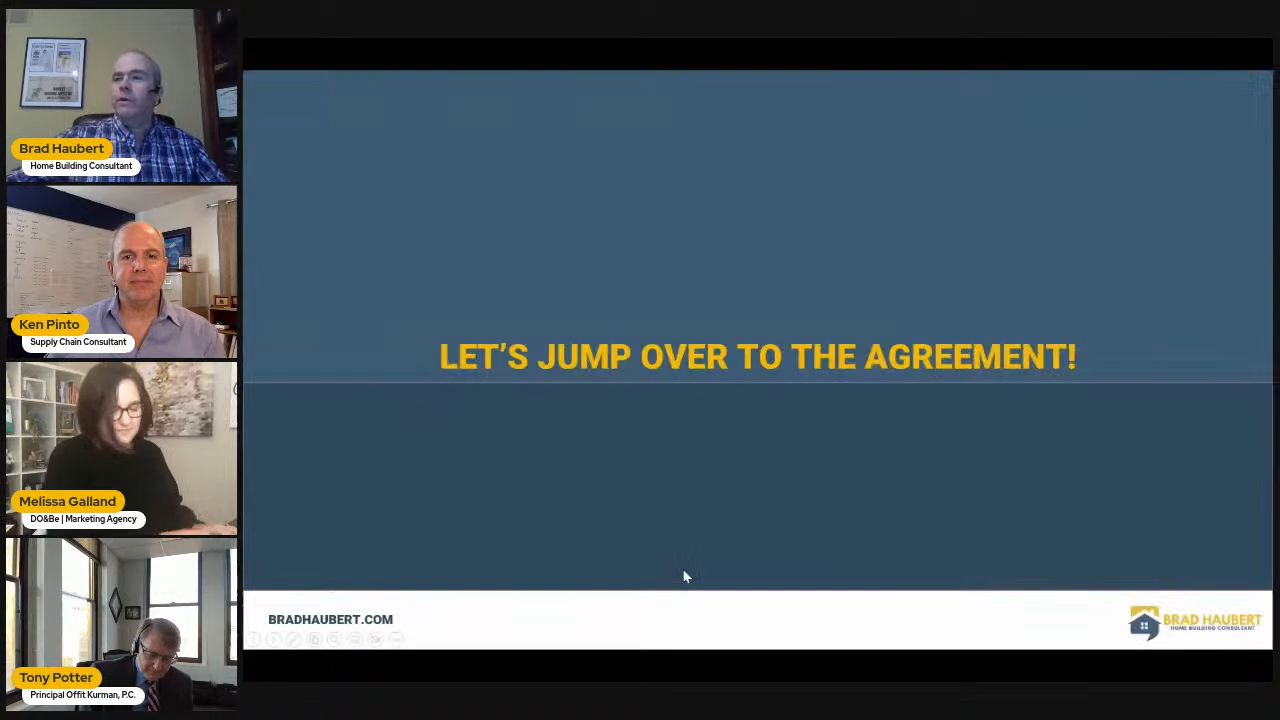 Brad Haubert
Home Building Consultant
Ken Pinto
Supply Chain Consultant
Melissa Galland
DO&Be | Marketing Agency
Tony Potter
Principal Offit Kurman, P.C.
LET'S JUMP OVER TO THE AGREEMENT!
BRADHAUBERT.COM
BRAD HAUBERT
HOME BUILDING CONSULTANT